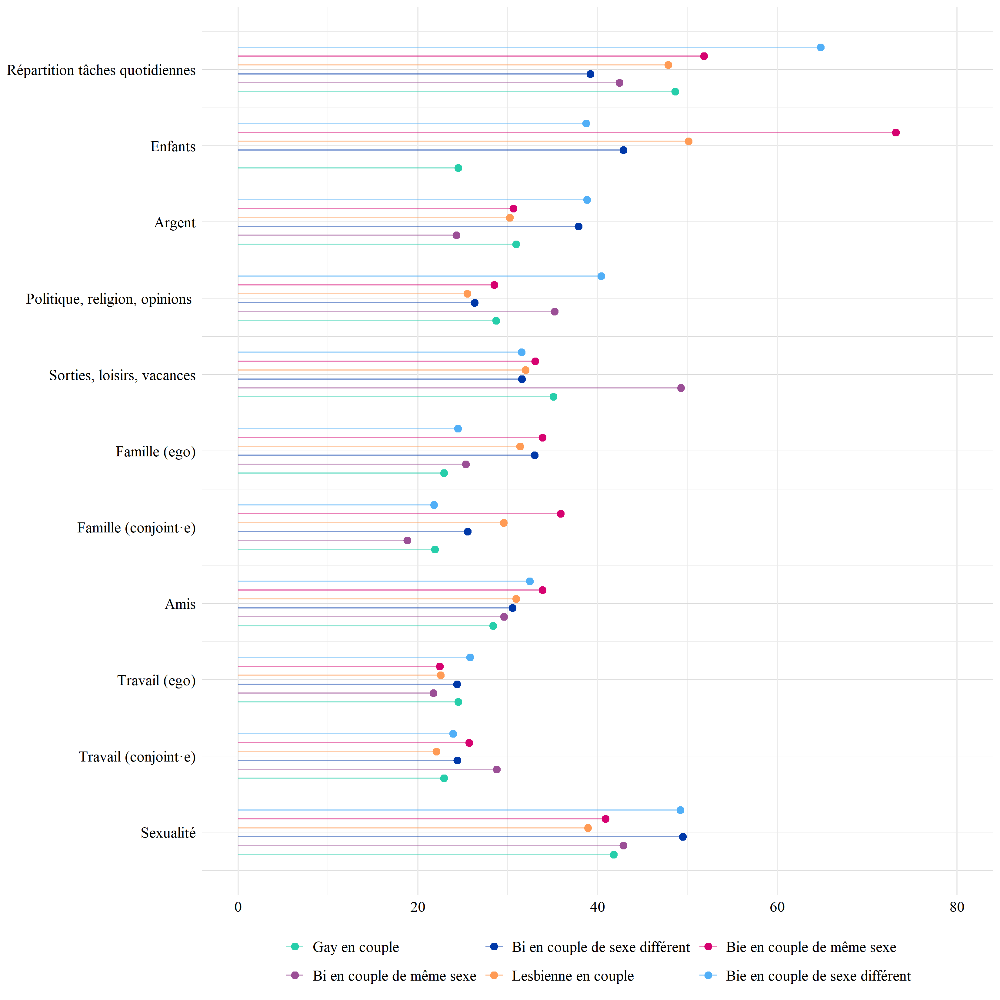 Répartition tâches quotidiennes
Enfants
Argent
Politique, religion, opinions
Sorties, loisirs, vacances
Famille (ego)
Famille (conjoint·e)
Amis
Travail (ego)
Travail (conjoint·e)
Sexualité
0 20 40 60 80
Gay en couple Bi en couple de sexe différent Bie en couple de même sexe
Bi en couple de même sexe Lesbienne en couple Bie en couple de sexe différent